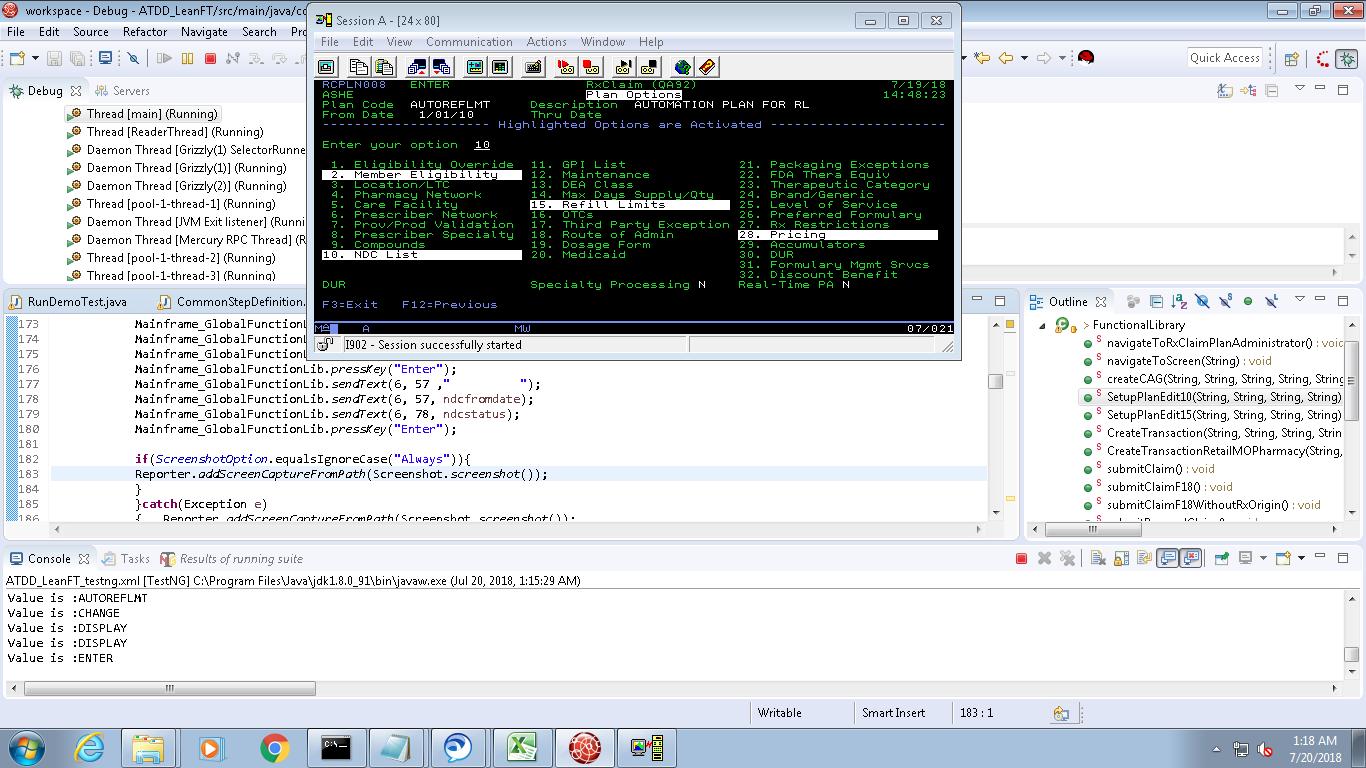 workspace - Debug - ATDD_LeanFT/src/main/java/co
File Edit Source Refactor Navigate Search
Quick Access
Debug Servers
Thread [main] (Running)
Thread [ReaderThread] (Running)
Daemon Thread [Grizzly(1) SelectorRunne
Daemon Thread [Grizzly(1)] (Running)
Daemon Thread [Grizzly(2)] (Running)
Thread [pool-1-thread-1] (Running)
Daemon Thread [JVM Exit listener] (Runnin
Daemon Thread [Mercury RPC Thread] (R
Thread [pool-1-thread-2] (Running)
Thread [pool-1-thread-3] (Running)
Session A - [24 x 80]
File Edit View Communication Actions Window Help
RCPLN008 ENTER RxClaim (QA92) 7/19/18
ASHE Plan Options 14:48:23
Plan Code AUTOREFLMT Description AUTOMATION PLAN FOR RL
From Date 1/01/10 Thru Date
---------------------- Highlighted Options are Activated ----------------------
Enter your option 10
1. Eligibility Override 11. GPI List 21. Packaging Exceptions
2. Member Eligibility 12. Maintenance 22. FDA Thera Equiv
3. Location/LTC 13. DEA Class 23. Therapeutic Category
4. Pharmacy Network 14. Max Days Supply/Qty 24. Brand/Generic
5. Care Facility 15. Refill Limits 25. Level of Service
6. Prescriber Network 16. OTCs 26. Preferred Formulary
7. Prov/Prod Validation 17. Third Party Exception 27. Rx Restrictions
8. Prescriber Specialty 18. Route of Admin 28. Pricing
9. Compounds 19. Dosage Form 29. Accumulators
10. NDC List 20. Medicaid 30. DUR
31. Formulary Mgmt Srvcs
32. Discount Benefit
DUR Specialty Processing N Real-Time PA N
F3=Exit F12=Previous
MA A MW 07/021
I902 - Session successfully started
RunDemoTest.java CommonStepDefinition.
173 Mainframe_GlobalFunctionL
174 Mainframe_GlobalFunctionL
175 Mainframe_GlobalFunctionL
176 Mainframe_GlobalFunctionLib.pressKey("Enter");
177 Mainframe_GlobalFunctionLib.sendText(6, 57 ,"          ");
178 Mainframe_GlobalFunctionLib.sendText(6, 57, ndcfromdate);
179 Mainframe_GlobalFunctionLib.sendText(6, 78, ndcstatus);
180 Mainframe_GlobalFunctionLib.pressKey("Enter");
181
182 if(ScreenshotOption.equalsIgnoreCase("Always")){
183 Reporter.addScreenCaptureFromPath(Screenshot.screenshot());
184 }
185 }catch(Exception e)
186 { Reporter.addScreenCaptureFromPath(Screenshot.screenshot());
Outline
> FunctionalLibrary
navigateToRxClaimPlanAdministrator() : voic
navigateToScreen(String) : void
createCAG(String, String, String, String, String
SetupPlanEdit10(String, String, String, String)
SetupPlanEdit15(String, String, String, String)
CreateTransaction(String, String, String, String
CreateTransactionRetailMOPharmacy(String,
submitClaim() : void
submitClaimF18() : void
submitClaimF18WithoutRxOrigin() : void
Console Tasks Results of running suite
ATDD_LeanFT_testng.xml [TestNG] C:\Program Files\Java\jdk1.8.0_91\bin\javaw.exe (Jul 20, 2018, 1:15:29 AM)
Value is :AUTOREFLMT
Value is :CHANGE
Value is :DISPLAY
Value is :DISPLAY
Value is :ENTER
Writable Smart Insert 183 : 1
1:18 AM
7/20/2018